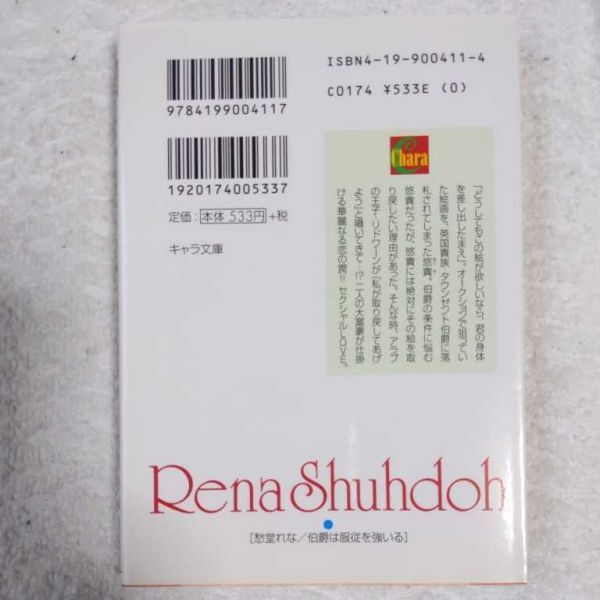 ISBN4-19-900411-4
C0174 ¥533E (0)
9784199004117
1920174005337
定価：本体 533円+税
キャラ文庫
Chara
「どうしてもこの絵が欲しいなら、君の身体
を差し出したまえ」。オークションで狙ってい
た絵画を、英国貴族・タウンゼント伯爵に落
札されてしまった悠貴。伯爵の条件に悩む
悠貴だったが、悠貴には絶対にその絵を取
り戻したい理由があった。そんな時、アラブ
の王子・リドワーンが「私が取り戻してあげ
よう」と囁いてきて!? 二人の大富豪が仕掛
ける華麗なる恋の罠!! セクシャルLOVE。
Rena Shuhdoh
[愁堂れな／伯爵は服従を強いる]